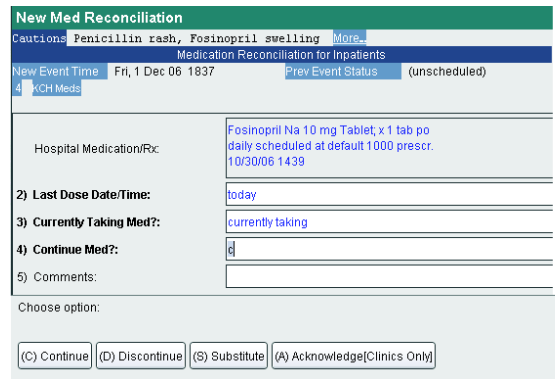 New Med Reconciliation
Cautions Penicillin rash, Fosinopril swelling More...
Medication Reconciliation for Inpatients
New Event Time Fri, 1 Dec 06 1837 Prev Event Status (unscheduled)
4 KCH Meds
Hospital Medication/Rx: Fosinopril Na 10 mg Tablet; x 1 tab po
daily scheduled at default 1000 prescr.
10/30/06 1439
2) Last Dose Date/Time: today
3) Currently Taking Med?: currently taking
4) Continue Med?: c
5) Comments:
Choose option:
(C) Continue (D) Discontinue (S) Substitute (A) Acknowledge[Clinics Only]